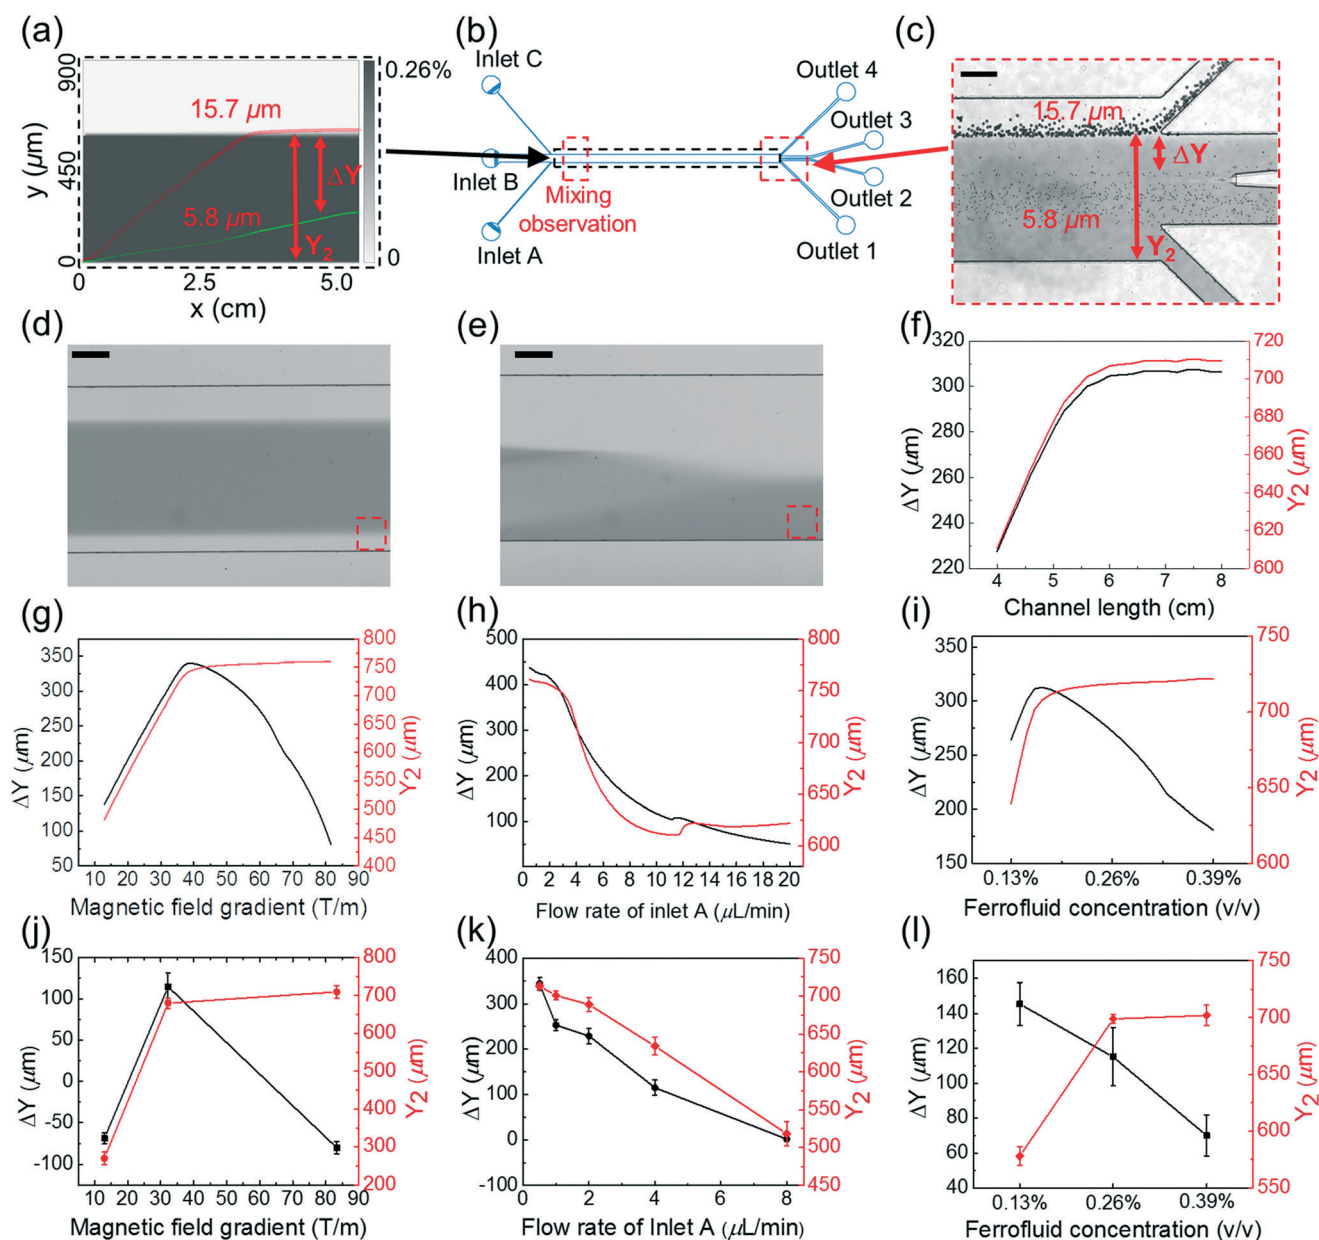 (a)
900
450
0
y (μm)
15.7 μm
5.8 μm
ΔY
Y2
0.26%
0
0
2.5
5.0
x (cm)
(b)
Inlet C
Inlet B
Inlet A
Mixing
observation
Outlet 4
Outlet 3
Outlet 2
Outlet 1
(c)
15.7 μm
ΔY
5.8 μm
Y2
(d)
(e)
(f)
320
300
280
260
240
220
ΔY (μm)
720
700
680
660
640
620
600
Y2 (μm)
4 5 6 7 8
Channel length (cm)
(g)
350
300
250
200
150
100
50
ΔY (μm)
800
750
700
650
600
550
500
450
400
Y2 (μm)
10 20 30 40 50 60 70 80 90
Magnetic field gradient (T/m)
(h)
500
400
300
200
100
ΔY (μm)
800
750
700
650
600
Y2 (μm)
0 2 4 6 8 10 12 14 16 18 20
Flow rate of inlet A (μL/min)
(i)
350
300
250
200
150
ΔY (μm)
750
700
650
600
Y2 (μm)
0.13% 0.26% 0.39%
Ferrofluid concentration (v/v)
(j)
150
100
50
0
-50
-100
ΔY (μm)
800
700
600
500
400
300
200
Y2 (μm)
10 20 30 40 50 60 70 80 90
Magnetic field gradient (T/m)
(k)
400
300
200
100
0
-100
ΔY (μm)
750
700
650
600
550
500
450
Y2 (μm)
0 2 4 6 8
Flow rate of Inlet A (μL/min)
(l)
160
140
120
100
80
60
40
ΔY (μm)
750
700
650
600
550
Y2 (μm)
0.13% 0.26% 0.39%
Ferrofluid concentration (v/v)